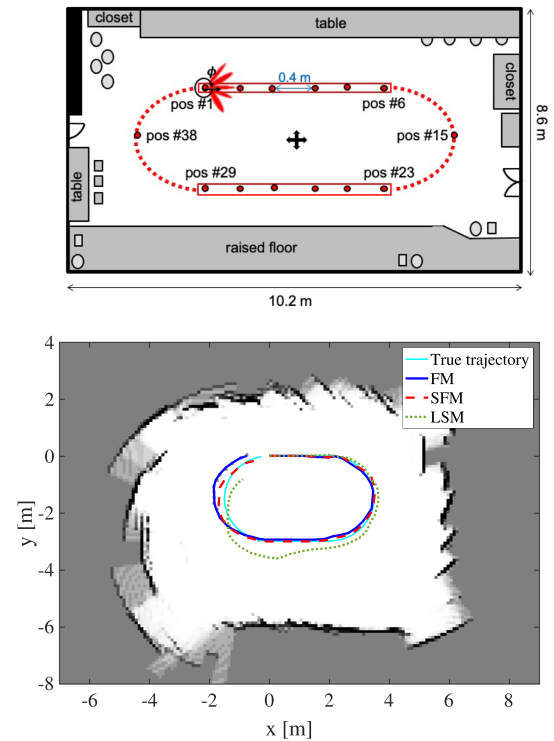 closet
table
ϕ
0.4 m
closet
pos #1
pos #6
8.6 m
pos #38
pos #15
pos #29
pos #23
table
raised floor
10.2 m
4
2
0
-2
-4
-6
-8
y [m]
True trajectory
FM
SFM
LSM
-6 -4 -2 0 2 4 6 8
x [m]